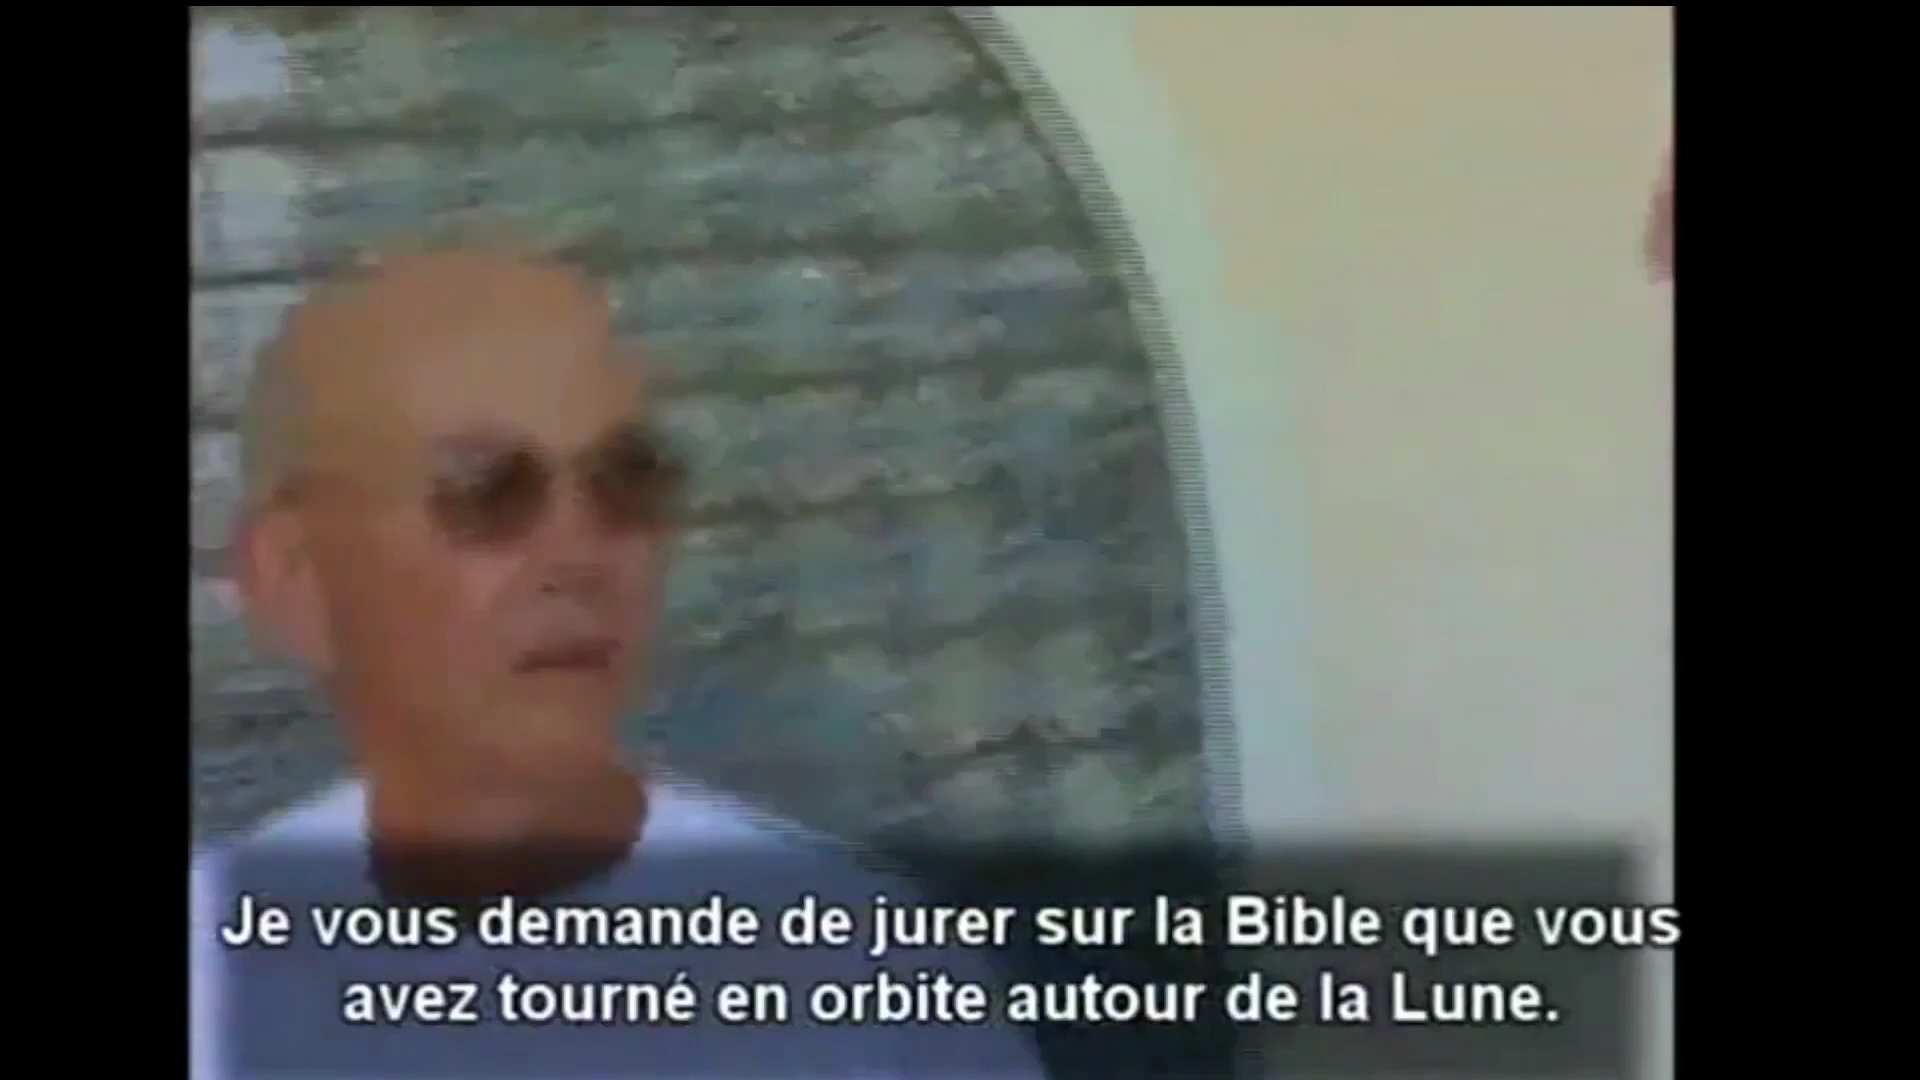 Je vous demande de jurer sur la Bible que vous
avez tourné en orbite autour de la Lune.